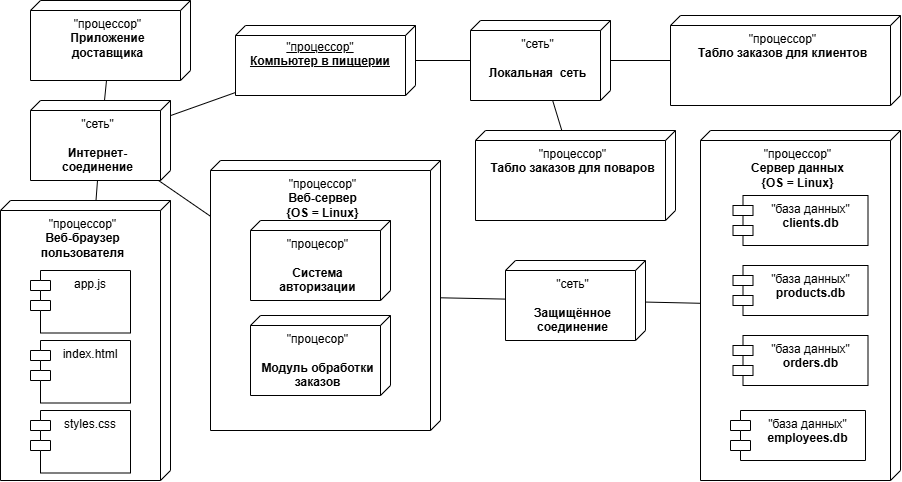 "процессор"
Приложение
доставщика
"процессор"
Компьютер в пиццерии
"сеть"
Локальная сеть
"процессор"
Табло заказов для клиентов
"сеть"
Интернет-
соединение
"процессор"
Табло заказов для поваров
"процессор"
Веб-браузер
пользователя
app.js
index.html
styles.css
"процессор"
Веб-сервер
{OS = Linux}
"процесор"
Система
авторизации
"процесор"
Модуль обработки
заказов
"сеть"
Защищённое
соединение
"процессор"
Сервер данных
{OS = Linux}
"база данных"
clients.db
"база данных"
products.db
"база данных"
orders.db
"база данных"
employees.db